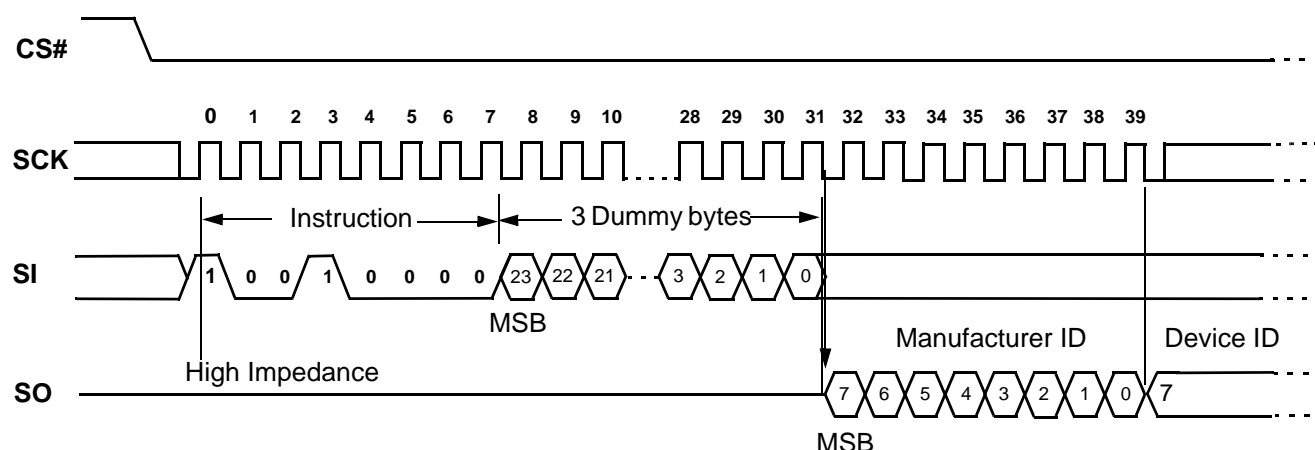 CS#
0 1 2 3 4 5 6 7 8 9 10 28 29 30 31 32 33 34 35 36 37 38 39
SCK
Instruction 3 Dummy bytes
SI 1 0 0 1 0 0 0 0 23 22 21 3 2 1 0
MSB
Manufacturer ID Device ID
High Impedance
SO 7 6 5 4 3 2 1 0 7
MSB